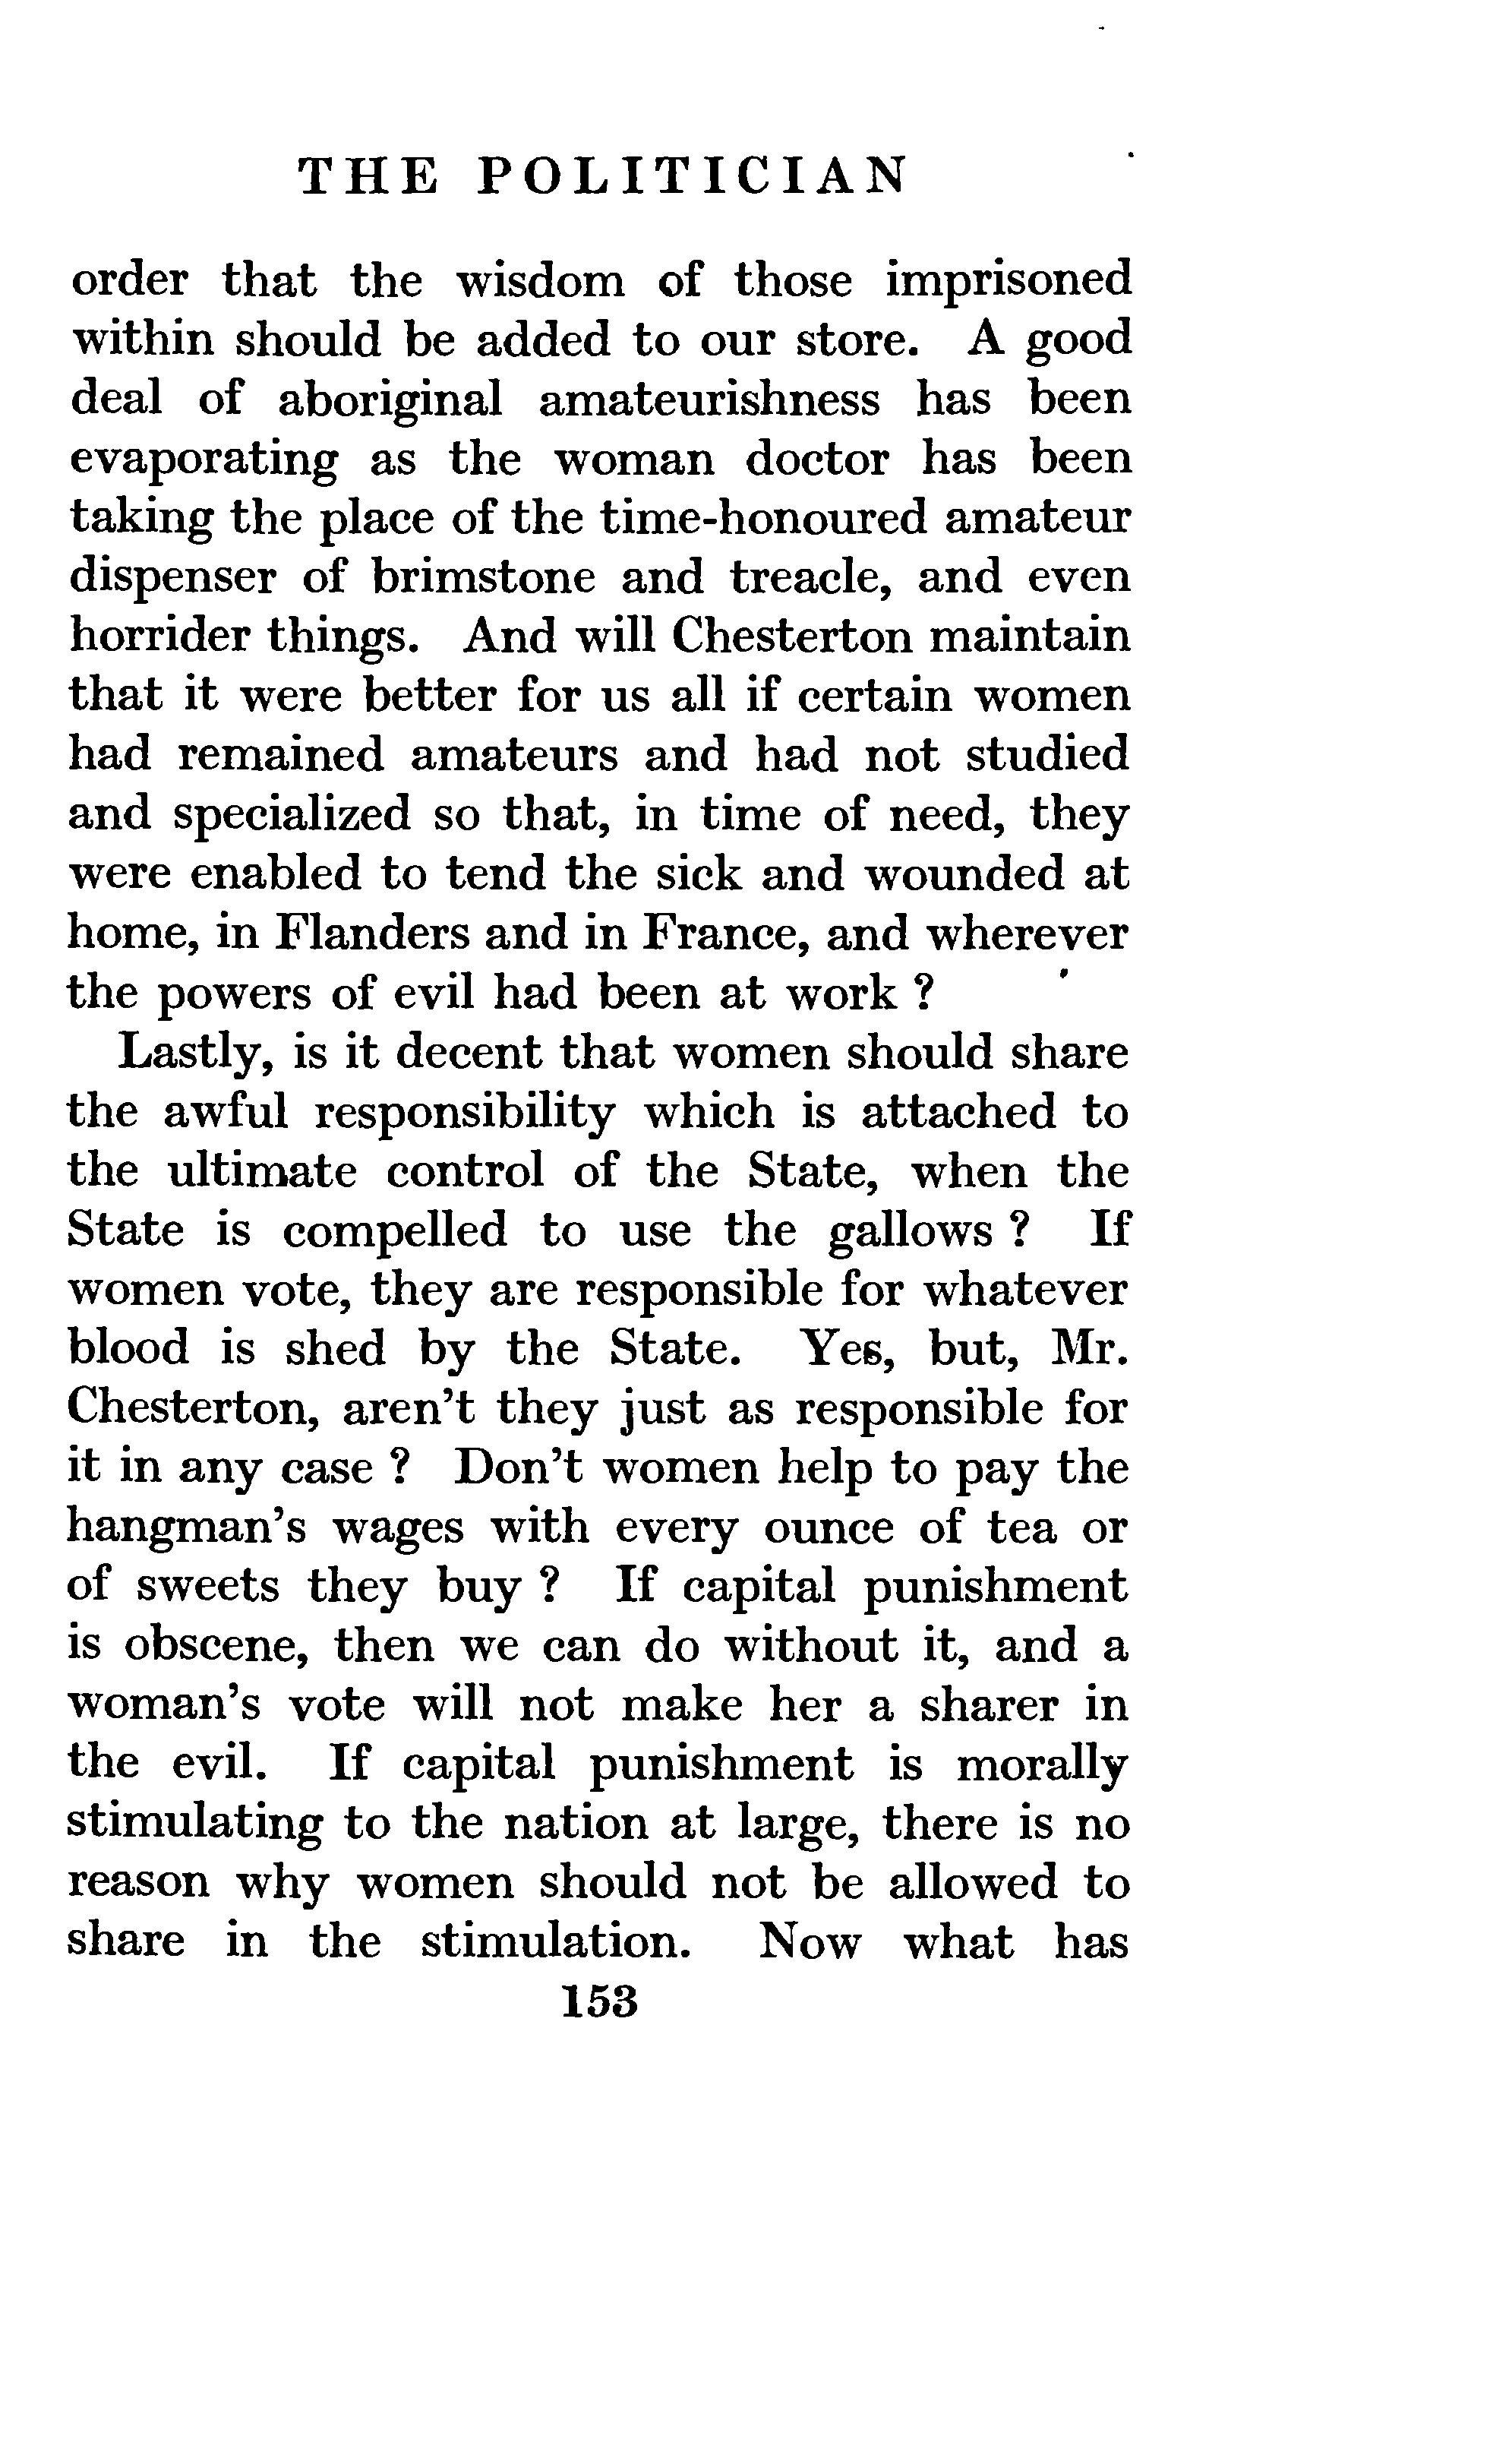 THE POLITICIAN
order that the wisdom of those imprisoned
within should be added to our store. A good
deal of aboriginal amateurishness has been
evaporating as the woman doctor has been
taking the place of the time-honoured amateur
dispenser of brimstone and treacle, and even
horrider things. And will Chesterton maintain
that it were better for us all if certain women
had remained amateurs and had not studied
and specialized so that, in time of need, they
were enabled to tend the sick and wounded at
home, in Flanders and in France, and wherever
the powers of evil had been at work ?
Lastly, is it decent that women should share
the awful responsibility which is attached to
the ultimate control of the State, when the
State is compelled to use the gallows ? If
women vote, they are responsible for whatever
blood is shed by the State. Yes, but, Mr.
Chesterton, aren't they just as responsible for
it in any case ? Don't women help to pay the
hangman's wages with every ounce of tea or
of sweets they buy ? If capital punishment
is obscene, then we can do without it, and a
woman's vote will not make her a sharer in
the evil. If capital punishment is morally
stimulating to the nation at large, there is no
reason why women should not be allowed to
share in the stimulation. Now what has
153